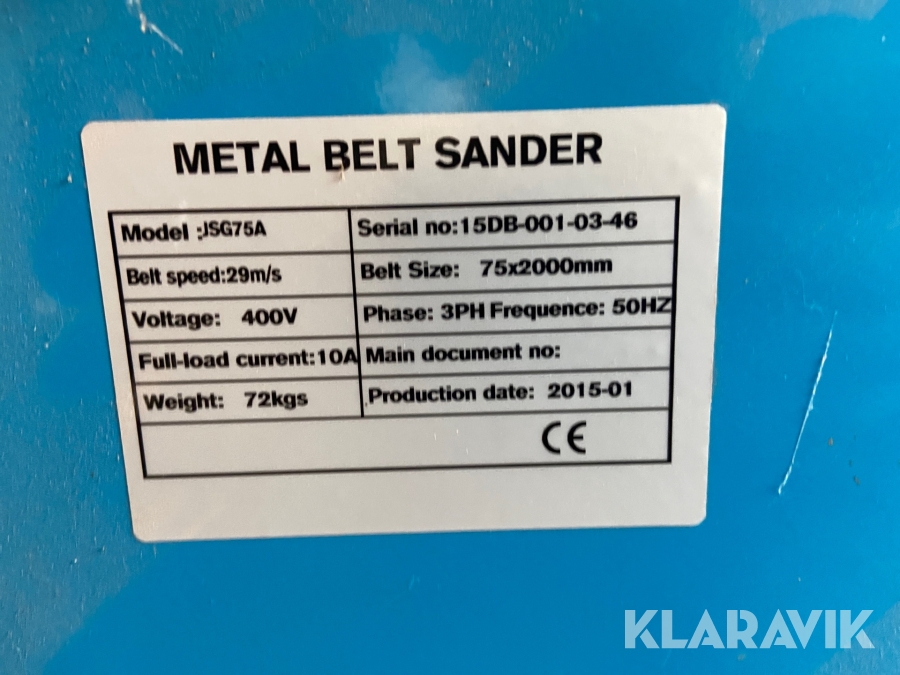 METAL BELT SANDER
Model :JSG75A Serial no:15DB-001-03-46
Belt speed:29m/s Belt Size: 75x2000mm
Voltage: 400V Phase: 3PH Frequence: 50HZ
Full-load current:10A Main document no:
Weight: 72kgs Production date: 2015-01
CE
KLARAVIK